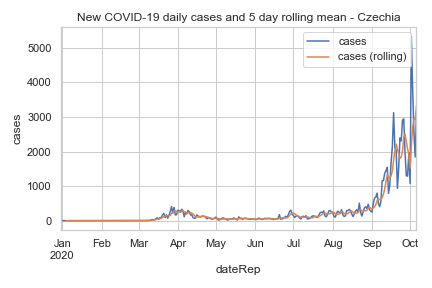 New COVID-19 daily cases and 5 day rolling mean - Czechia
cases
cases (rolling)
5000
4000
3000
2000
1000
0
cases
Jan Feb Mar Apr May Jun Jul Aug Sep Oct
2020
dateRep